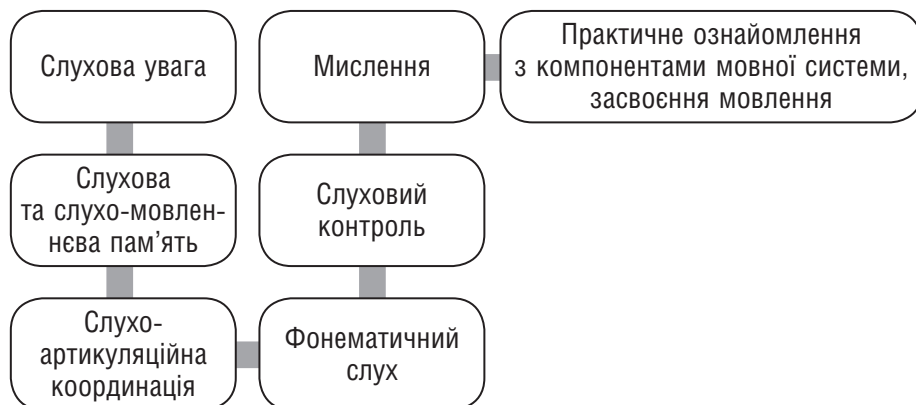 Слухова увага
Слухова
та слухо-мовлен-
нєва пам’ять
Слухо-
артикуляційна
координація
Фонематичний
слух
Слуховий
контроль
Мислення
Практичне ознайомлення
з компонентами мовної системи,
засвоєння мовлення